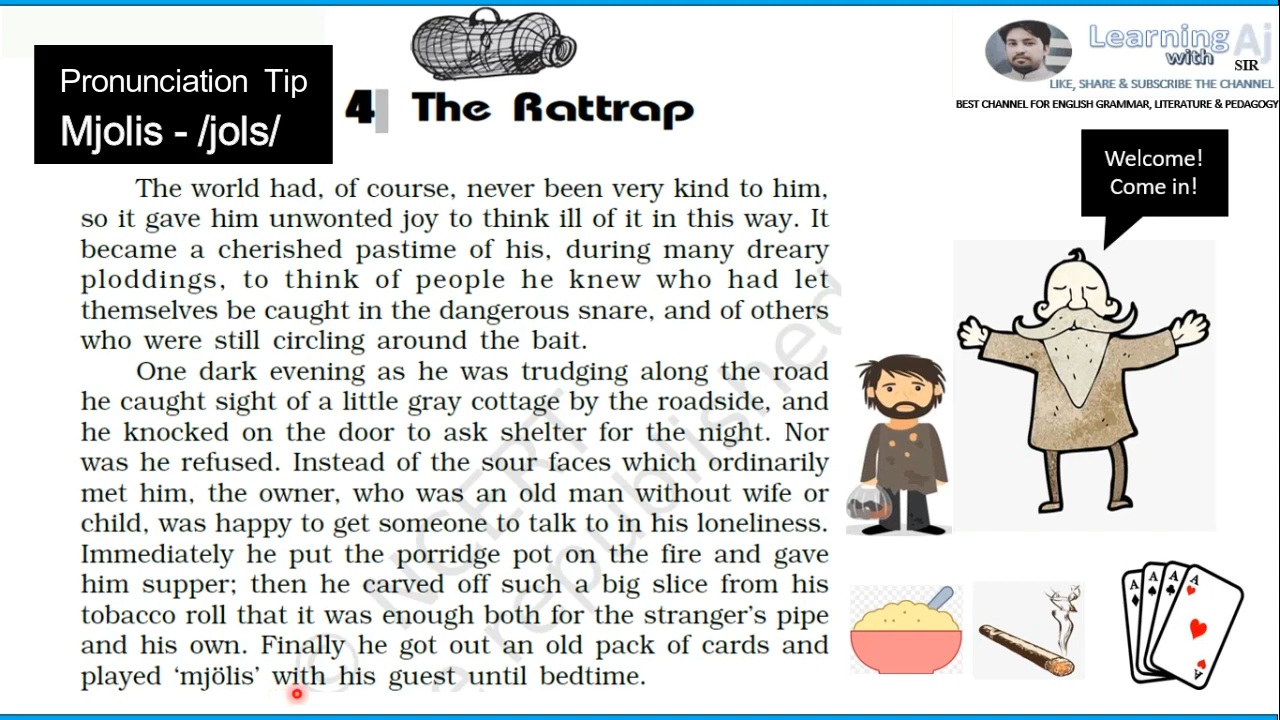 Pronunciation Tip
Mjolis - /jols/
4 The Rattrap
Learning Aj
with SIR
LIKE, SHARE & SUBSCRIBE THE CHANNEL
BEST CHANNEL FOR ENGLISH GRAMMAR, LITERATURE & PEDAGOGY
Welcome!
Come in!
The world had, of course, never been very kind to him,
so it gave him unwonted joy to think ill of it in this way. It
became a cherished pastime of his, during many dreary
ploddings, to think of people he knew who had let
themselves be caught in the dangerous snare, and of others
who were still circling around the bait.
One dark evening as he was trudging along the road
he caught sight of a little gray cottage by the roadside, and
he knocked on the door to ask shelter for the night. Nor
was he refused. Instead of the sour faces which ordinarily
met him, the owner, who was an old man without wife or
child, was happy to get someone to talk to in his loneliness.
Immediately he put the porridge pot on the fire and gave
him supper; then he carved off such a big slice from his
tobacco roll that it was enough both for the stranger's pipe
and his own. Finally he got out an old pack of cards and
played ‘mjölis’ with his guest until bedtime.
© NCERT
republished
A A A A
A